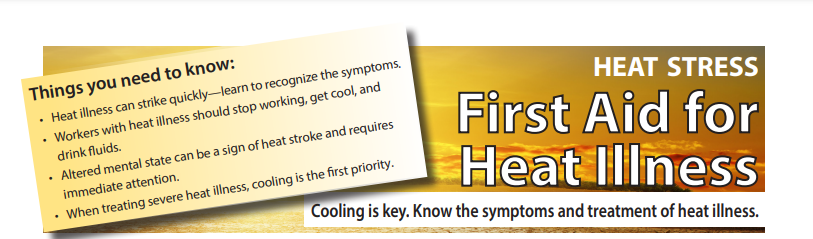 Things you need to know:
• Heat illness can strike quickly—learn to recognize the symptoms.
• Workers with heat illness should stop working, get cool, and
drink fluids.
• Altered mental state can be a sign of heat stroke and requires
immediate attention.
• When treating severe heat illness, cooling is the first priority.
HEAT STRESS
First Aid for
Heat Illness
Cooling is key. Know the symptoms and treatment of heat illness.